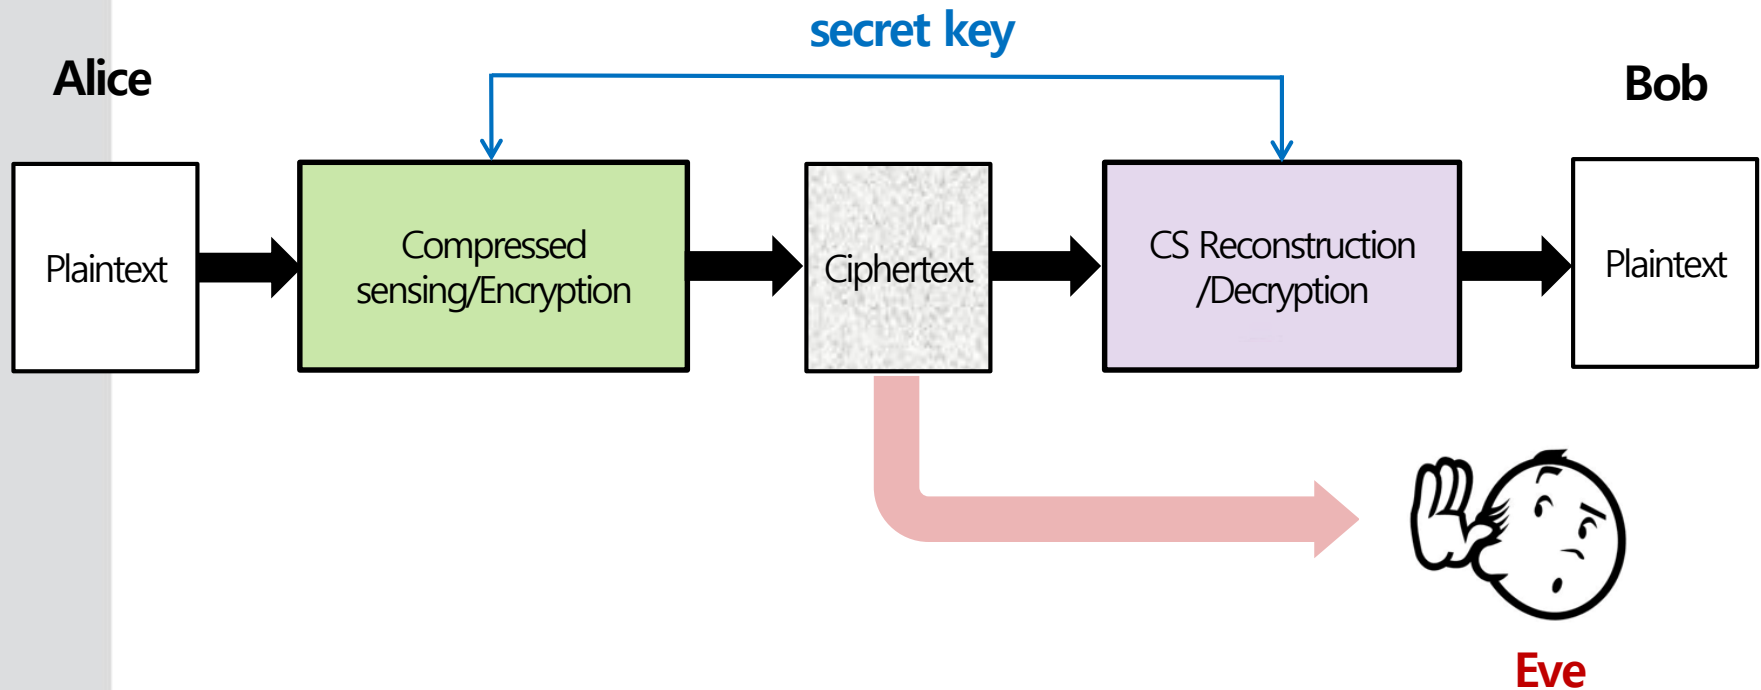 secret key
Alice
Bob
Plaintext
Compressed
sensing/Encryption
Ciphertext
CS Reconstruction
/Decryption
Plaintext
Eve